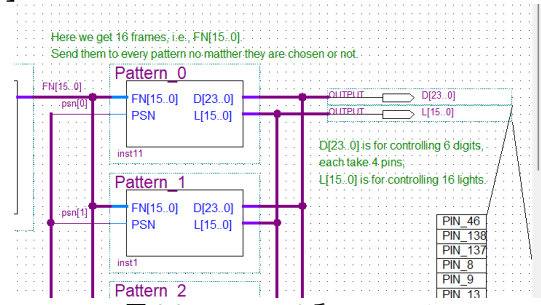 Here we get 16 frames, i.e., FN[15..0].
Send them to every pattern no matther they are chosen or not.
Pattern_0
FN[15..0]
psn[0]
FN[15..0] D[23..0]
PSN L[15..0]
inst11
OUTPUT D[23..0]
OUTPUT L[15..0]
D[23..0] is for controlling 6 digits,
each take 4 pins;
L[15..0] is for controlling 16 lights.
Pattern_1
psn[1]
FN[15..0] D[23..0]
PSN L[15..0]
inst1
PIN_46
PIN_138
PIN_137
PIN_8
PIN_9
PIN_13
Pattern_2